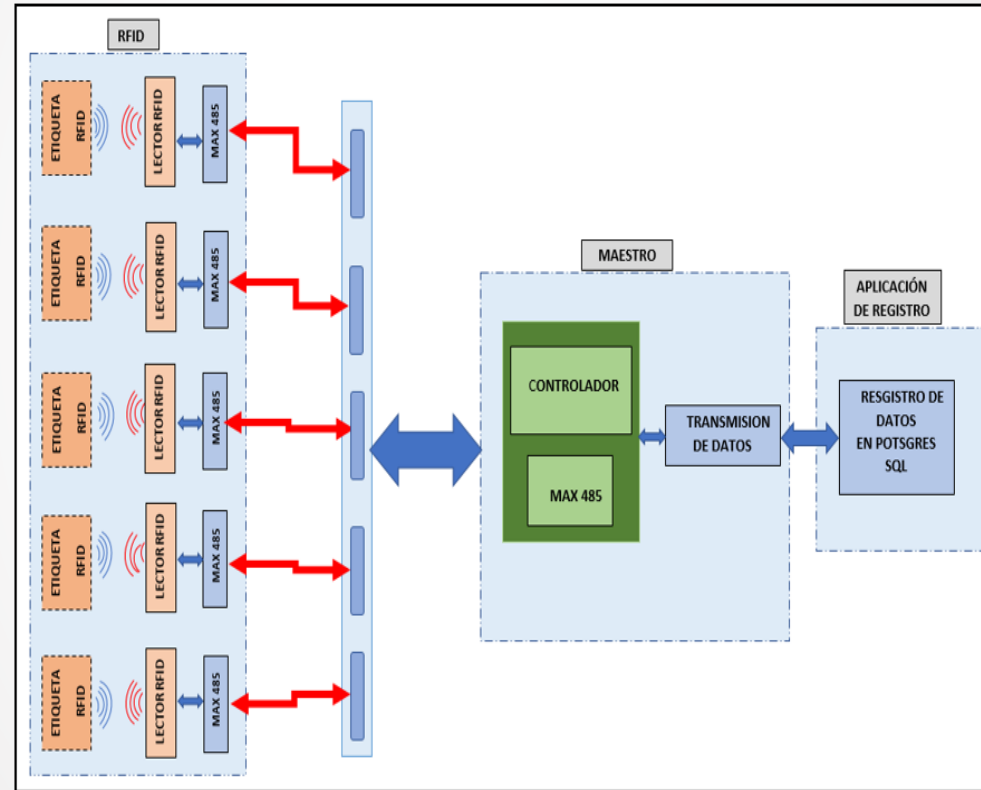 RFID
ETIQUETA
RFID
LECTOR RFID
MAX 485
ETIQUETA
RFID
LECTOR RFID
MAX 485
ETIQUETA
RFID
LECTOR RFID
MAX 485
ETIQUETA
RFID
LECTOR RFID
MAX 485
ETIQUETA
RFID
LECTOR RFID
MAX 485
MAESTRO
CONTROLADOR
MAX 485
TRANSMISION
DE DATOS
APLICACIÓN
DE REGISTRO
RESGISTRO DE
DATOS
EN POTSGRES
SQL